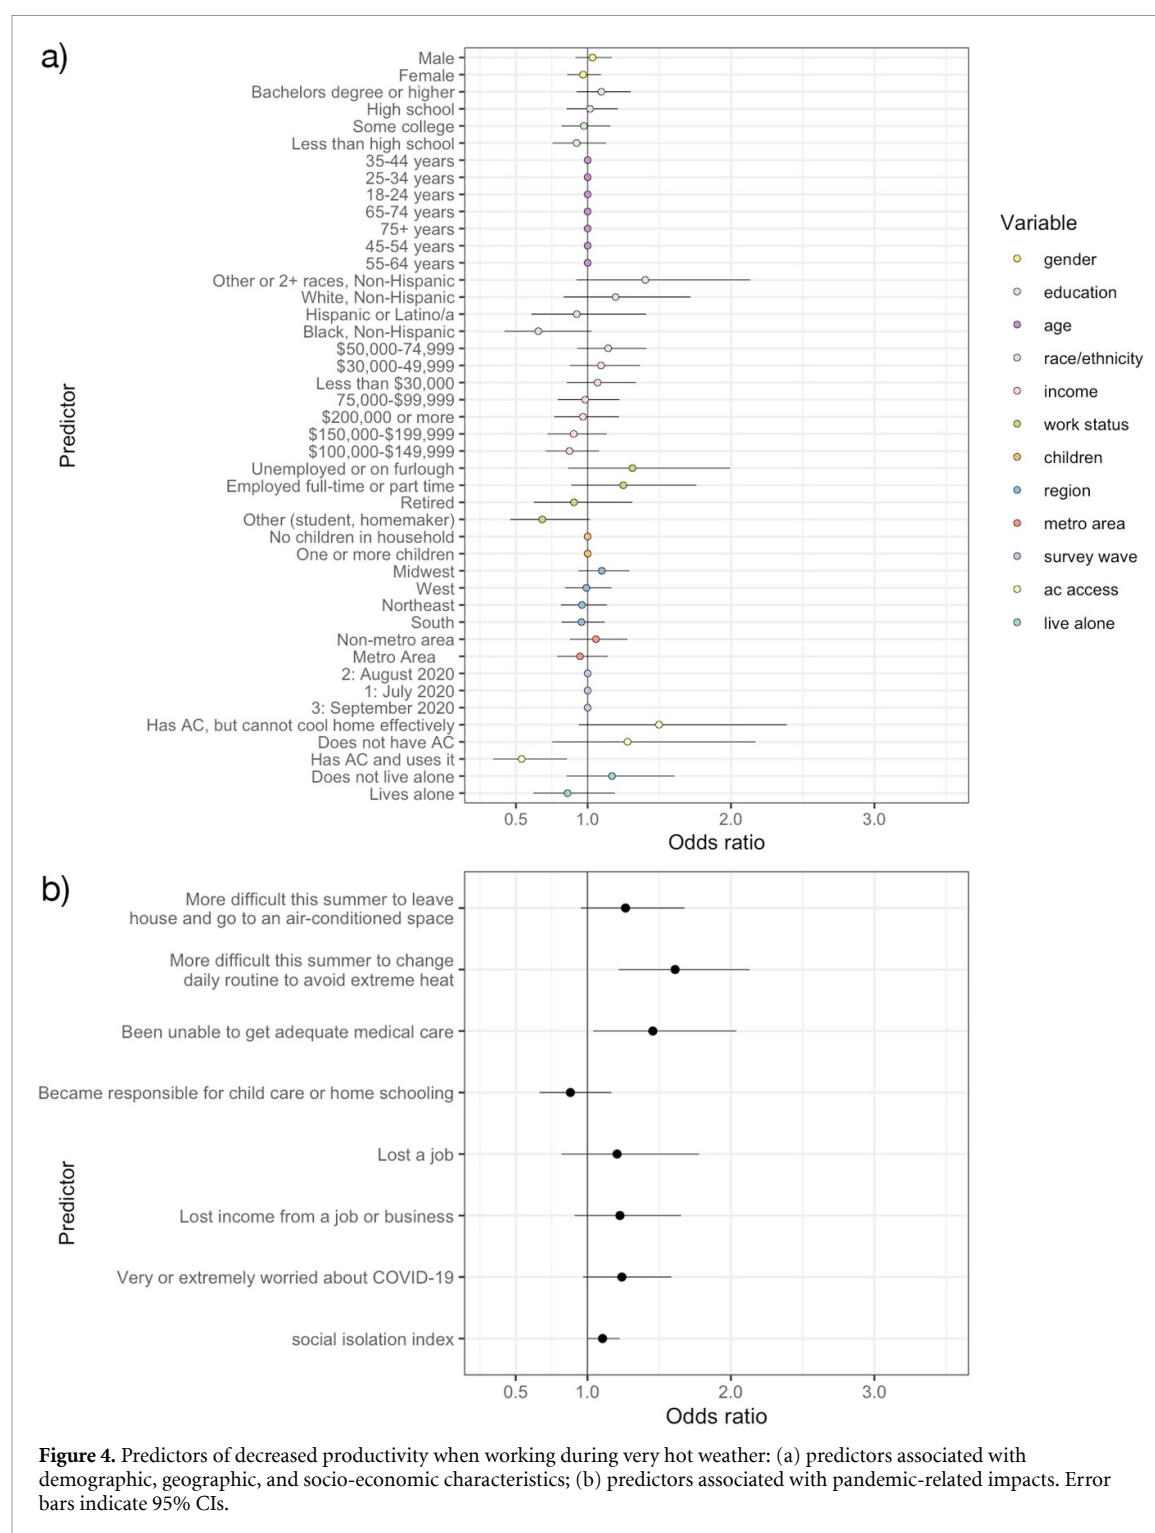 a)
Male
Female
Bachelors degree or higher
High school
Some college
Less than high school
35-44 years
25-34 years
18-24 years
65-74 years
75+ years
45-54 years
55-64 years
Other or 2+ races, Non-Hispanic
White, Non-Hispanic
Hispanic or Latino/a
Black, Non-Hispanic
$50,000-74,999
$30,000-49,999
Less than $30,000
75,000-$99,999
$200,000 or more
$150,000-$199,999
$100,000-$149,999
Unemployed or on furlough
Employed full-time or part time
Retired
Other (student, homemaker)
No children in household
One or more children
Midwest
West
Northeast
South
Non-metro area
Metro Area
2: August 2020
1: July 2020
3: September 2020
Has AC, but cannot cool home effectively
Does not have AC
Has AC and uses it
Does not live alone
Lives alone
Predictor
0.5 1.0 2.0 3.0
Odds ratio
Variable
gender
education
age
race/ethnicity
income
work status
children
region
metro area
survey wave
ac access
live alone
b)
More difficult this summer to leave
house and go to an air-conditioned space
More difficult this summer to change
daily routine to avoid extreme heat
Been unable to get adequate medical care
Became responsible for child care or home schooling
Lost a job
Lost income from a job or business
Very or extremely worried about COVID-19
social isolation index
Predictor
0.5 1.0 2.0 3.0
Odds ratio
Figure 4. Predictors of decreased productivity when working during very hot weather: (a) predictors associated with
demographic, geographic, and socio-economic characteristics; (b) predictors associated with pandemic-related impacts. Error
bars indicate 95% CIs.